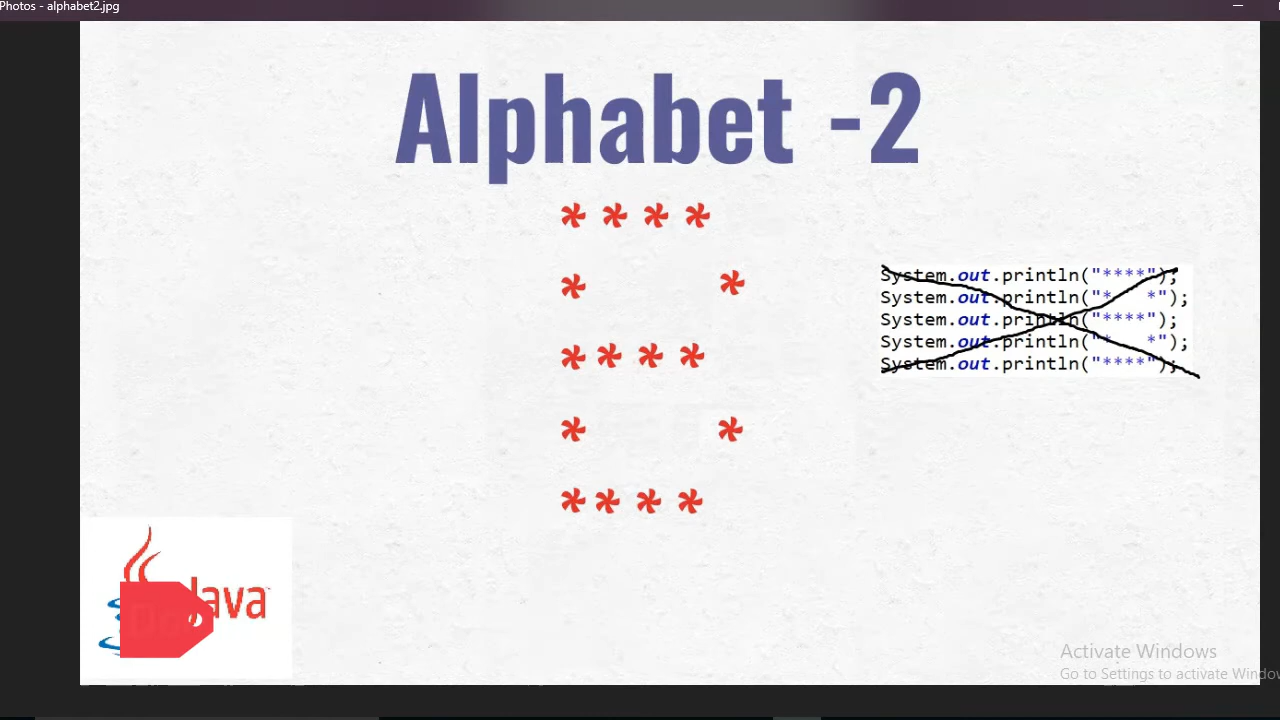 Photos - alphabet2.jpg
Alphabet -2
* * * *
* *
* * * *
* *
* * * *
System.out.println("****");
System.out.println("*   *");
System.out.println("****");
System.out.println("*   *");
System.out.println("****");
Java
Activate Windows
Go to Settings to activate